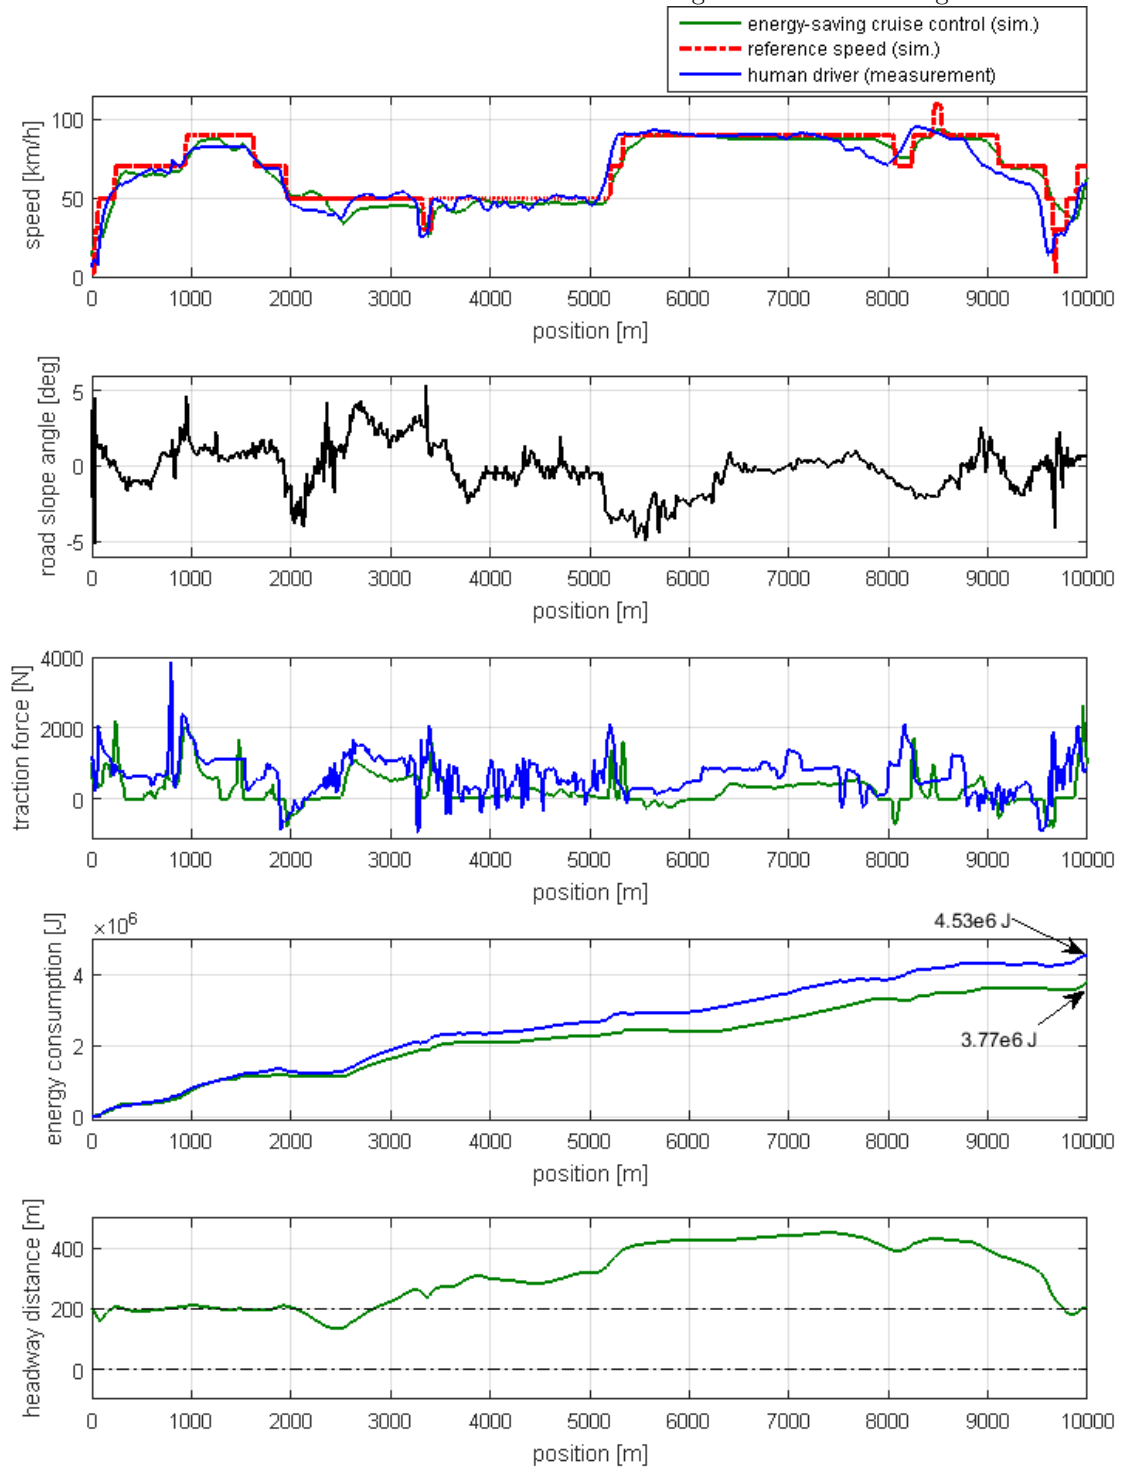 energy-saving cruise control (sim.)
reference speed (sim.)
human driver (measurement)
speed [km/h]
100
50
0
0 1000 2000 3000 4000 5000 6000 7000 8000 9000 10000
position [m]
road slope angle [deg]
5
0
-5
0 1000 2000 3000 4000 5000 6000 7000 8000 9000 10000
position [m]
traction force [N]
4000
2000
0
0 1000 2000 3000 4000 5000 6000 7000 8000 9000 10000
position [m]
energy consumption [J]
×10⁶
4.53e6 J
4
2
3.77e6 J
0
0 1000 2000 3000 4000 5000 6000 7000 8000 9000 10000
position [m]
headway distance [m]
400
200
0
0 1000 2000 3000 4000 5000 6000 7000 8000 9000 10000
position [m]